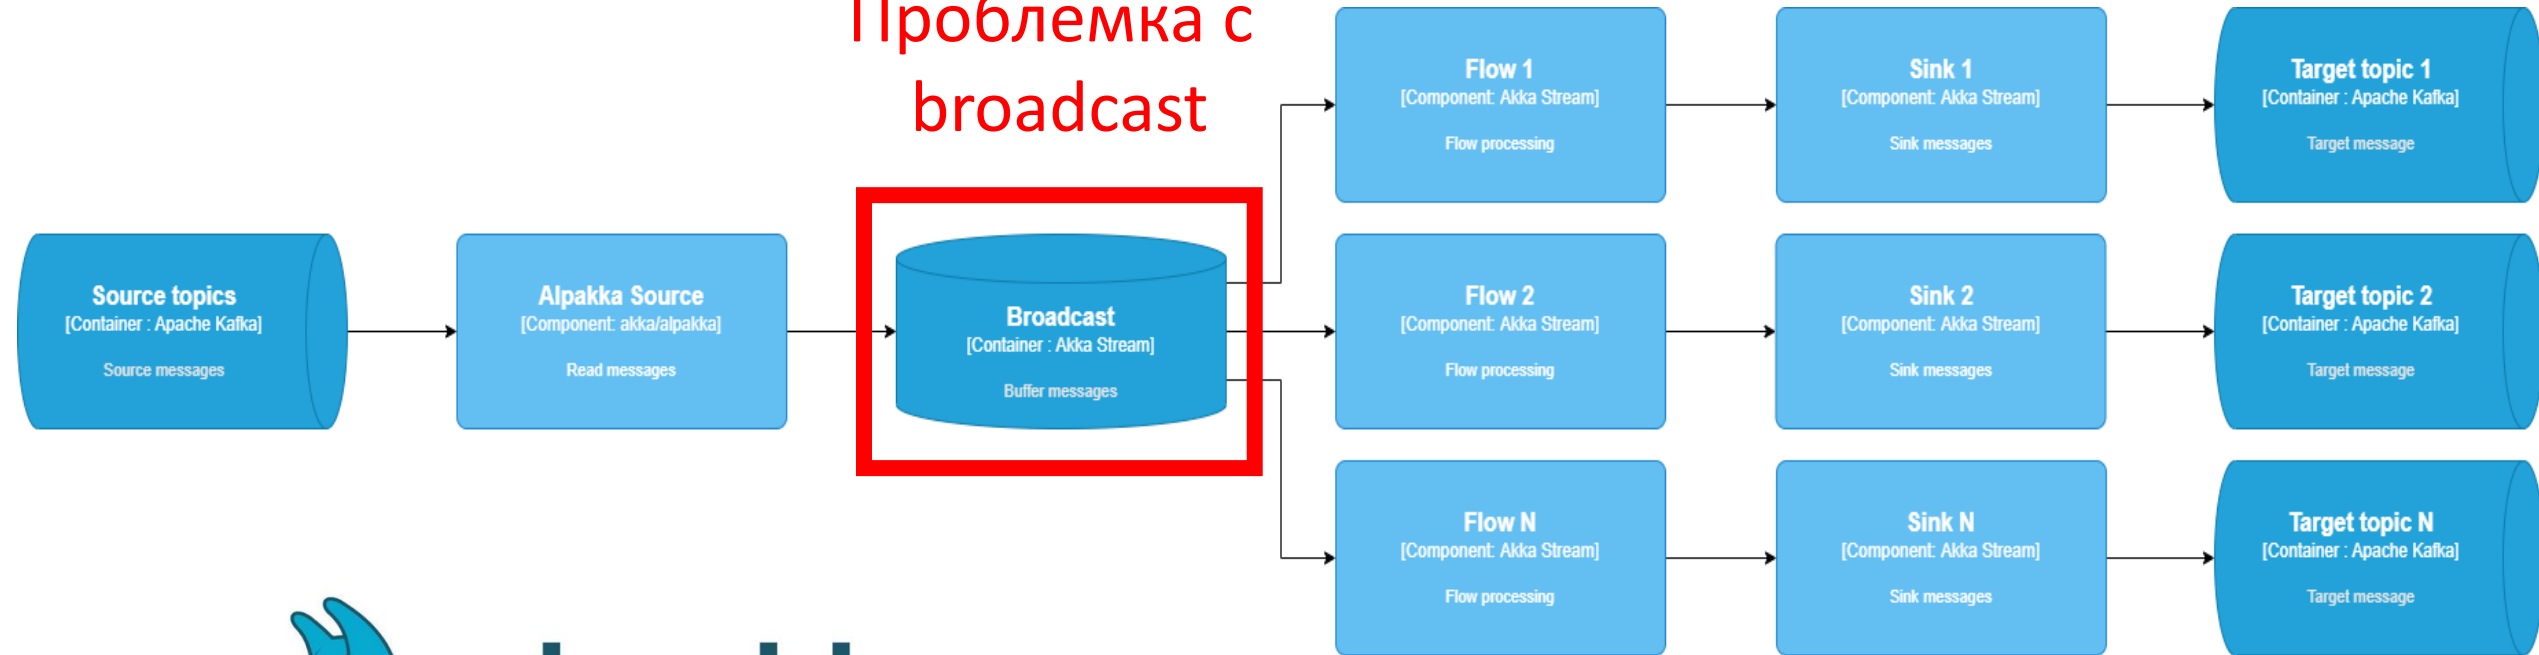 Проблемка с
broadcast
Source topics
[Container : Apache Kafka]
Source messages
Alpakka Source
[Component: akka/alpakka]
Read messages
Broadcast
[Container : Akka Stream]
Buffer messages
Flow 1
[Component: Akka Stream]
Flow processing
Sink 1
[Component: Akka Stream]
Sink messages
Target topic 1
[Container : Apache Kafka]
Target message
Flow 2
[Component: Akka Stream]
Flow processing
Sink 2
[Component: Akka Stream]
Sink messages
Target topic 2
[Container : Apache Kafka]
Target message
Flow N
[Component: Akka Stream]
Flow processing
Sink N
[Component: Akka Stream]
Sink messages
Target topic N
[Container : Apache Kafka]
Target message